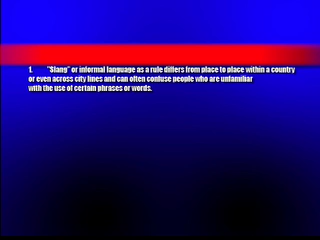 1. "Slang" or informal language as a rule differs from place to place within a country
or even across city lines and can often confuse people who are unfamiliar
with the use of certain phrases or words.